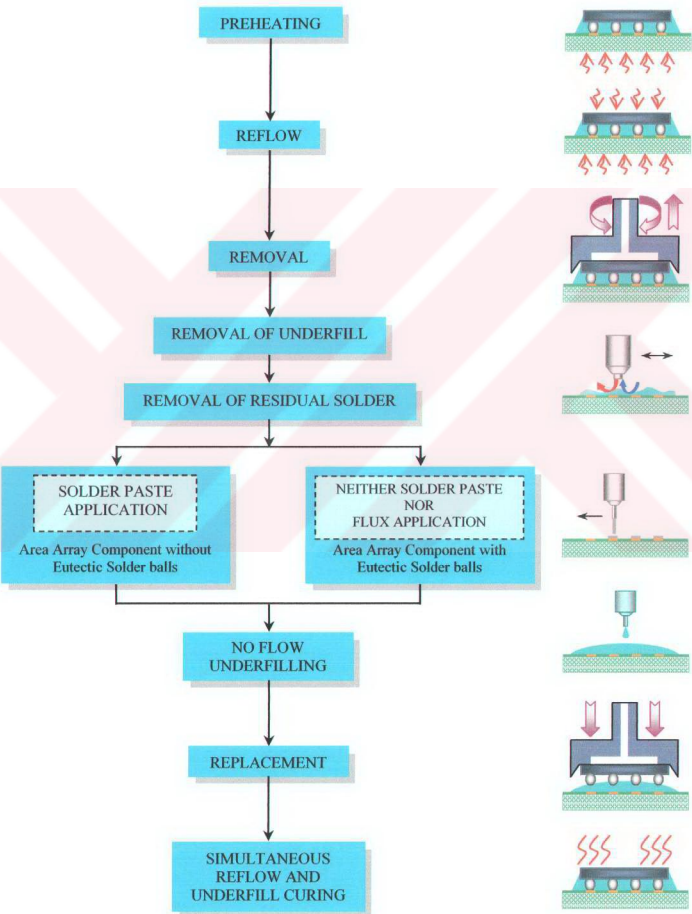 PREHEATING
REFLOW
REMOVAL
REMOVAL OF UNDERFILL
REMOVAL OF RESIDUAL SOLDER
SOLDER PASTE
APPLICATION
Area Array Component without
Eutectic Solder balls
NEITHER SOLDER PASTE
NOR
FLUX APPLICATION
Area Array Component with
Eutectic Solder balls
NO FLOW
UNDERFILLING
REPLACEMENT
SIMULTANEOUS
REFLOW AND
UNDERFILL CURING